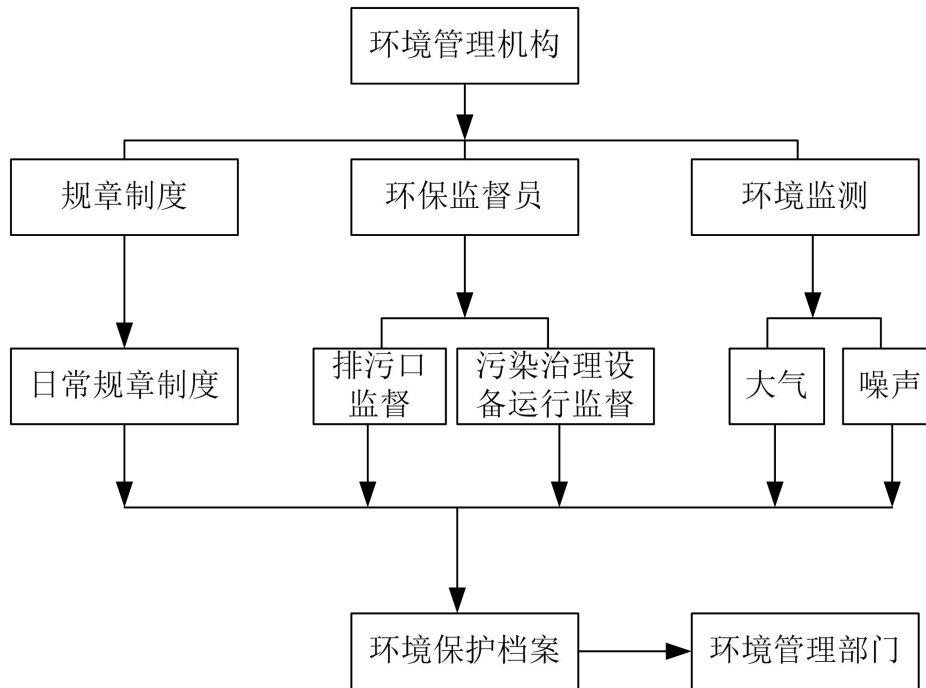 环境管理机构
规章制度
环保监督员
环境监测
日常规章制度
排污口
监督
污染治理设
备运行监督
大气
噪声
环境保护档案
环境管理部门